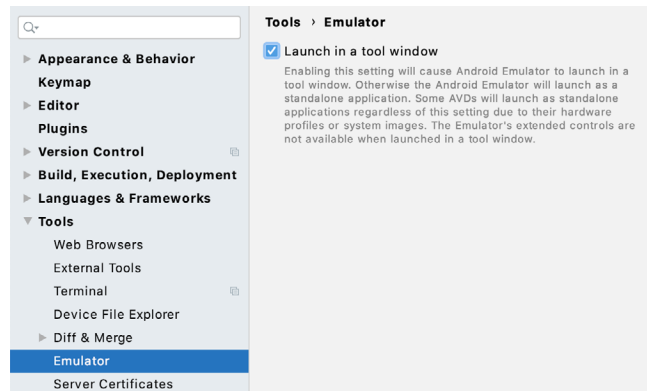 Tools › Emulator
Appearance & Behavior
Keymap
Editor
Plugins
Version Control
Build, Execution, Deployment
Languages & Frameworks
Tools
Web Browsers
External Tools
Terminal
Device File Explorer
Diff & Merge
Emulator
Server Certificates
Launch in a tool window
Enabling this setting will cause Android Emulator to launch in a
tool window. Otherwise the Android Emulator will launch as a
standalone application. Some AVDs will launch as standalone
applications regardless of this setting due to their hardware
profiles or system images. The Emulator's extended controls are
not available when launched in a tool window.